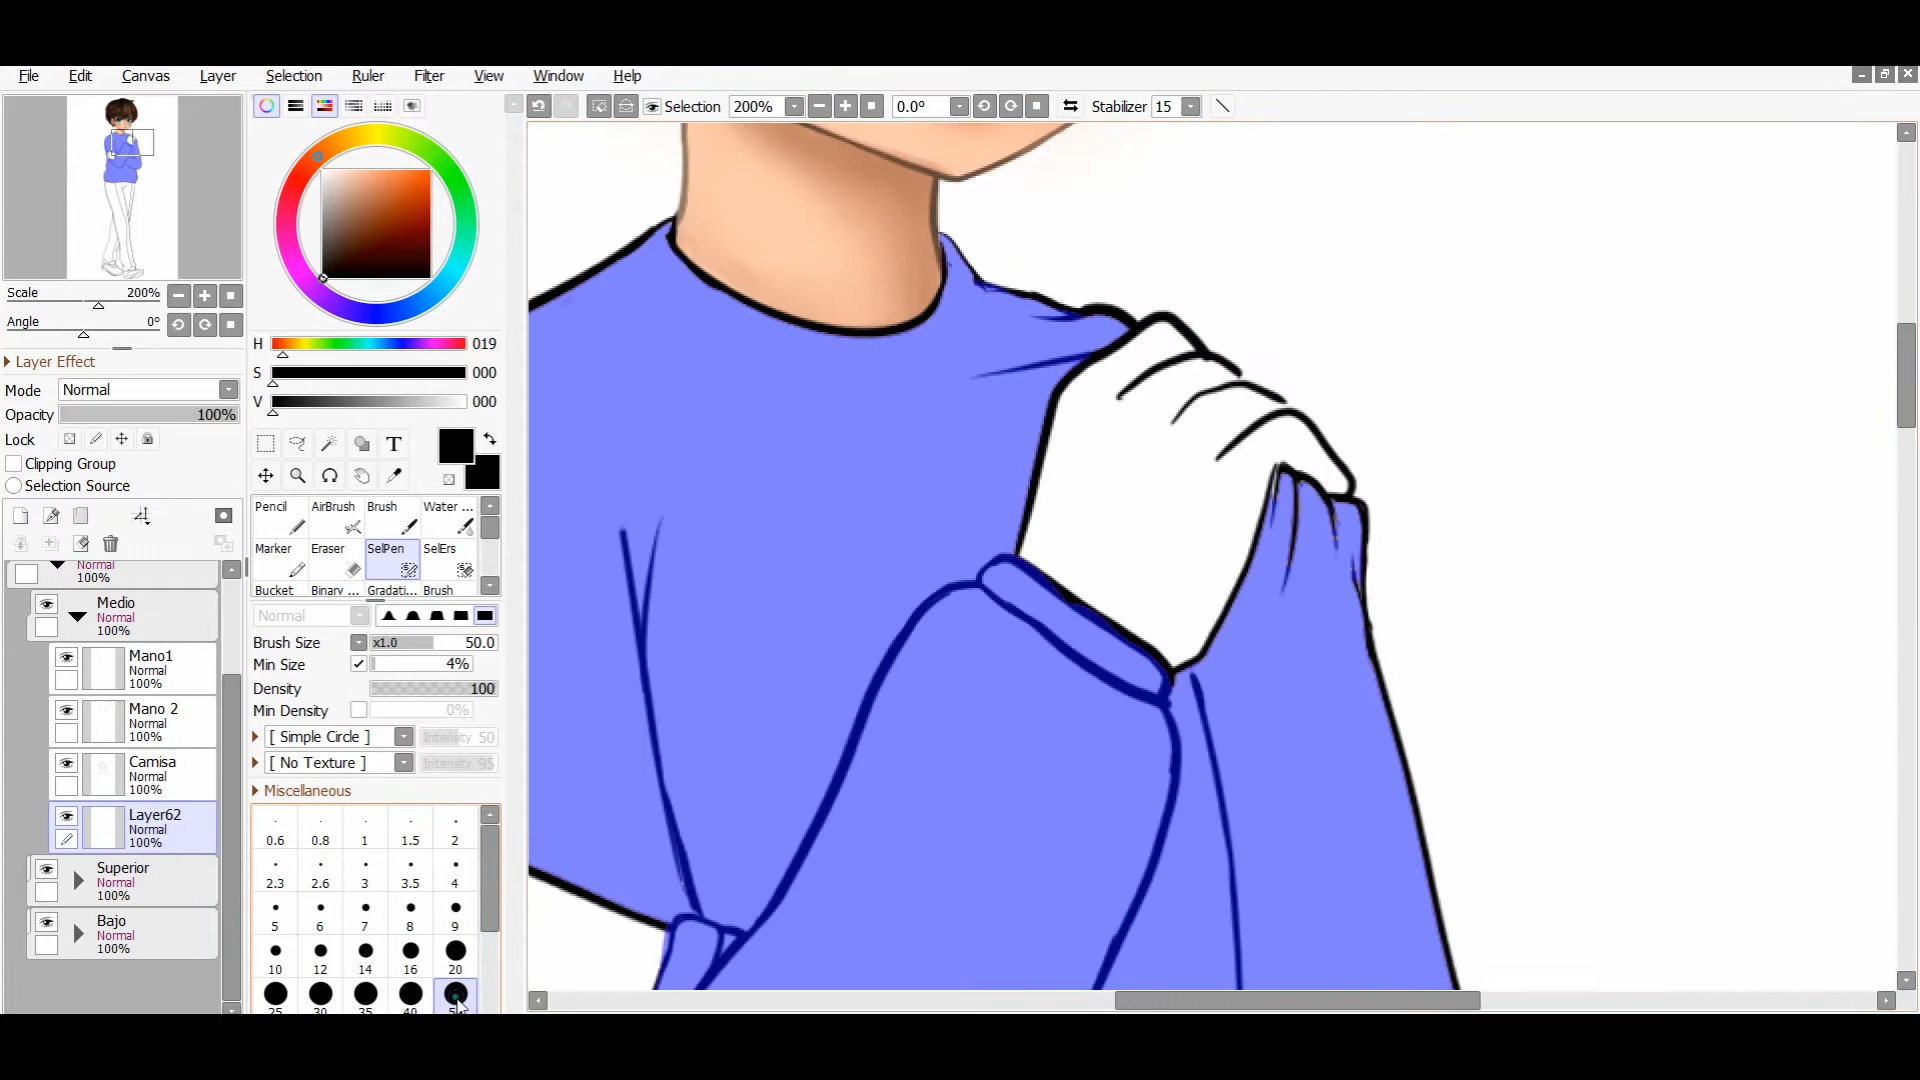 File Edit Canvas Layer Selection Ruler Filter View Window Help
Selection 200% 0.0° Stabilizer 15
Scale 200%
Angle 0°
Layer Effect
Mode Normal
Opacity 100%
Lock
Clipping Group
Selection Source
Normal
100%
Medio
Normal
100%
Mano1
Normal
100%
Mano 2
Normal
100%
Camisa
Normal
100%
Layer62
Normal
100%
Superior
Normal
100%
Bajo
Normal
100%
H 019
S 000
V 000
T
Pencil AirBrush Brush Water ...
Marker Eraser SelPen SelErs
Bucket Binary ... Gradati... Brush
Normal
Brush Size x1.0 50.0
Min Size 4%
Density 100
Min Density 0%
[ Simple Circle ] Intensity 50
[ No Texture ] Intensity 95
Miscellaneous
0.6 0.8 1 1.5 2
2.3 2.6 3 3.5 4
5 6 7 8 9
10 12 14 16 20
25 30 35 40